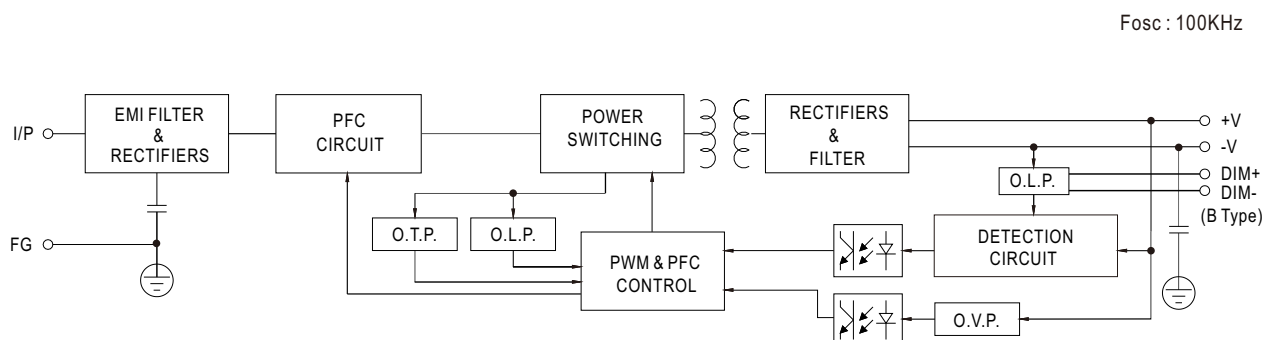 Fosc : 100KHz
I/P
EMI FILTER
&
RECTIFIERS
PFC
CIRCUIT
POWER
SWITCHING
RECTIFIERS
&
FILTER
+V
-V
DIM+
DIM-
(B Type)
O.L.P.
FG
O.T.P.
O.L.P.
PWM & PFC
CONTROL
DETECTION
CIRCUIT
O.V.P.